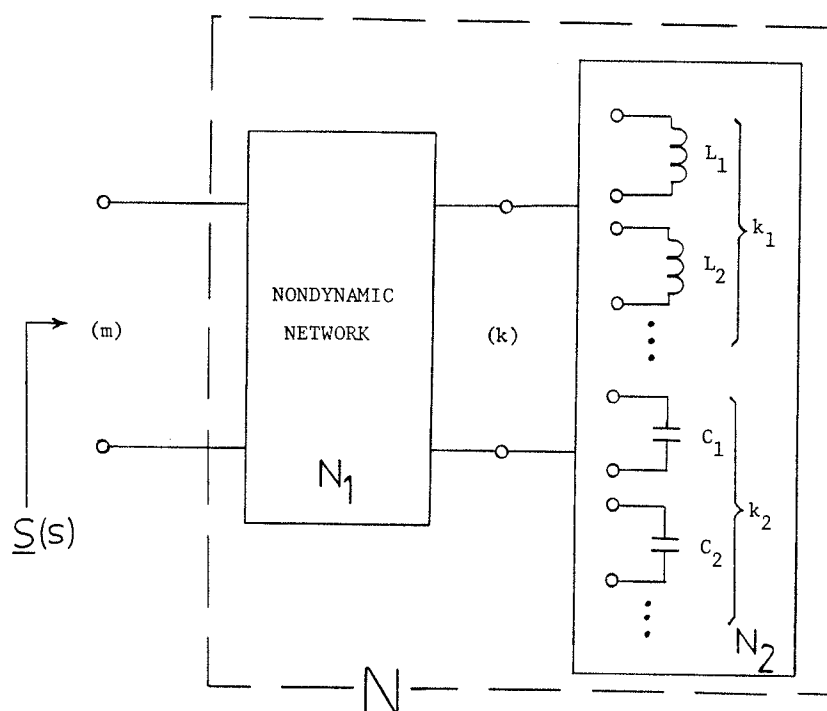 L₁
k₁
L₂
NONDYNAMIC
NETWORK
(m)
(k)
C₁
N₁
k₂
S(s)
C₂
N₂
N